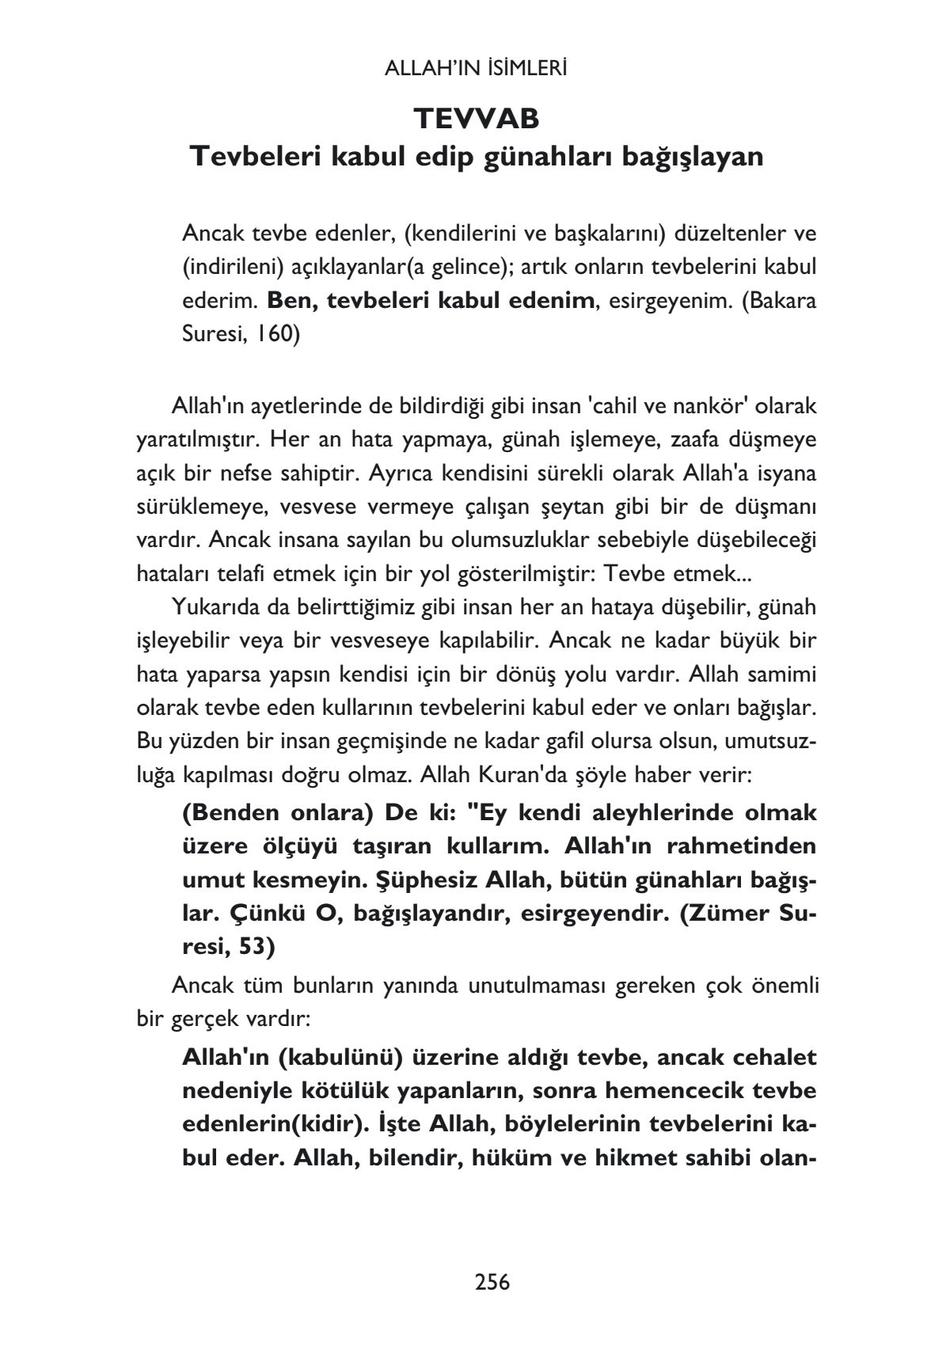 ALLAH’IN İSİMLERİ
TEVVAB
Tevbeleri kabul edip günahları bağışlayan
Ancak tevbe edenler, (kendilerini ve başkalarını) düzeltenler ve
(indirileni) açıklayanlar(a gelince); artık onların tevbelerini kabul
ederim. Ben, tevbeleri kabul edenim, esirgeyenim. (Bakara
Suresi, 160)
Allah'ın ayetlerinde de bildirdiği gibi insan 'cahil ve nankör' olarak
yaratılmıştır. Her an hata yapmaya, günah işlemeye, zaafa düşmeye
açık bir nefse sahiptir. Ayrıca kendisini sürekli olarak Allah'a isyana
sürüklemeye, vesvese vermeye çalışan şeytan gibi bir de düşmanı
vardır. Ancak insana sayılan bu olumsuzluklar sebebiyle düşebileceği
hataları telafi etmek için bir yol gösterilmiştir: Tevbe etmek...
Yukarıda da belirttiğimiz gibi insan her an hataya düşebilir, günah
işleyebilir veya bir vesveseye kapılabilir. Ancak ne kadar büyük bir
hata yaparsa yapsın kendisi için bir dönüş yolu vardır. Allah samimi
olarak tevbe eden kullarının tevbelerini kabul eder ve onları bağışlar.
Bu yüzden bir insan geçmişinde ne kadar gafil olursa olsun, umutsuz-
luğa kapılması doğru olmaz. Allah Kuran'da şöyle haber verir:
(Benden onlara) De ki: "Ey kendi aleyhlerinde olmak
üzere ölçüyü taşıran kullarım. Allah'ın rahmetinden
umut kesmeyin. Şüphesiz Allah, bütün günahları bağış-
lar. Çünkü O, bağışlayandır, esirgeyendir. (Zümer Su-
resi, 53)
Ancak tüm bunların yanında unutulmaması gereken çok önemli
bir gerçek vardır:
Allah'ın (kabulünü) üzerine aldığı tevbe, ancak cehalet
nedeniyle kötülük yapanların, sonra hemencecik tevbe
edenlerin(kidir). İşte Allah, böylelerinin tevbelerini ka-
bul eder. Allah, bilendir, hüküm ve hikmet sahibi olan-
256